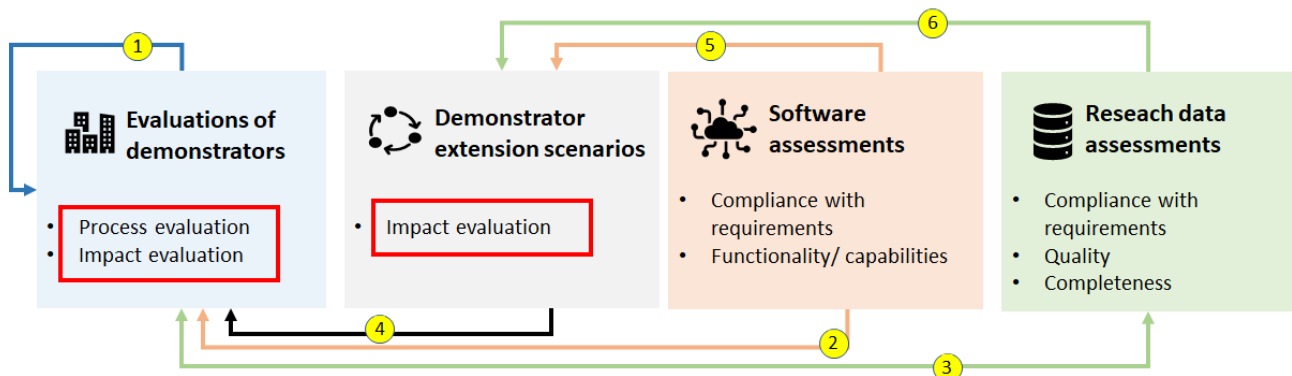 6
1
5
Evaluations of
demonstrators
• Process evaluation
• Impact evaluation
Demonstrator
extension scenarios
• Impact evaluation
Software
assessments
• Compliance with
requirements
• Functionality/ capabilities
Reseach data
assessments
• Compliance with
requirements
• Quality
• Completeness
4
2
3